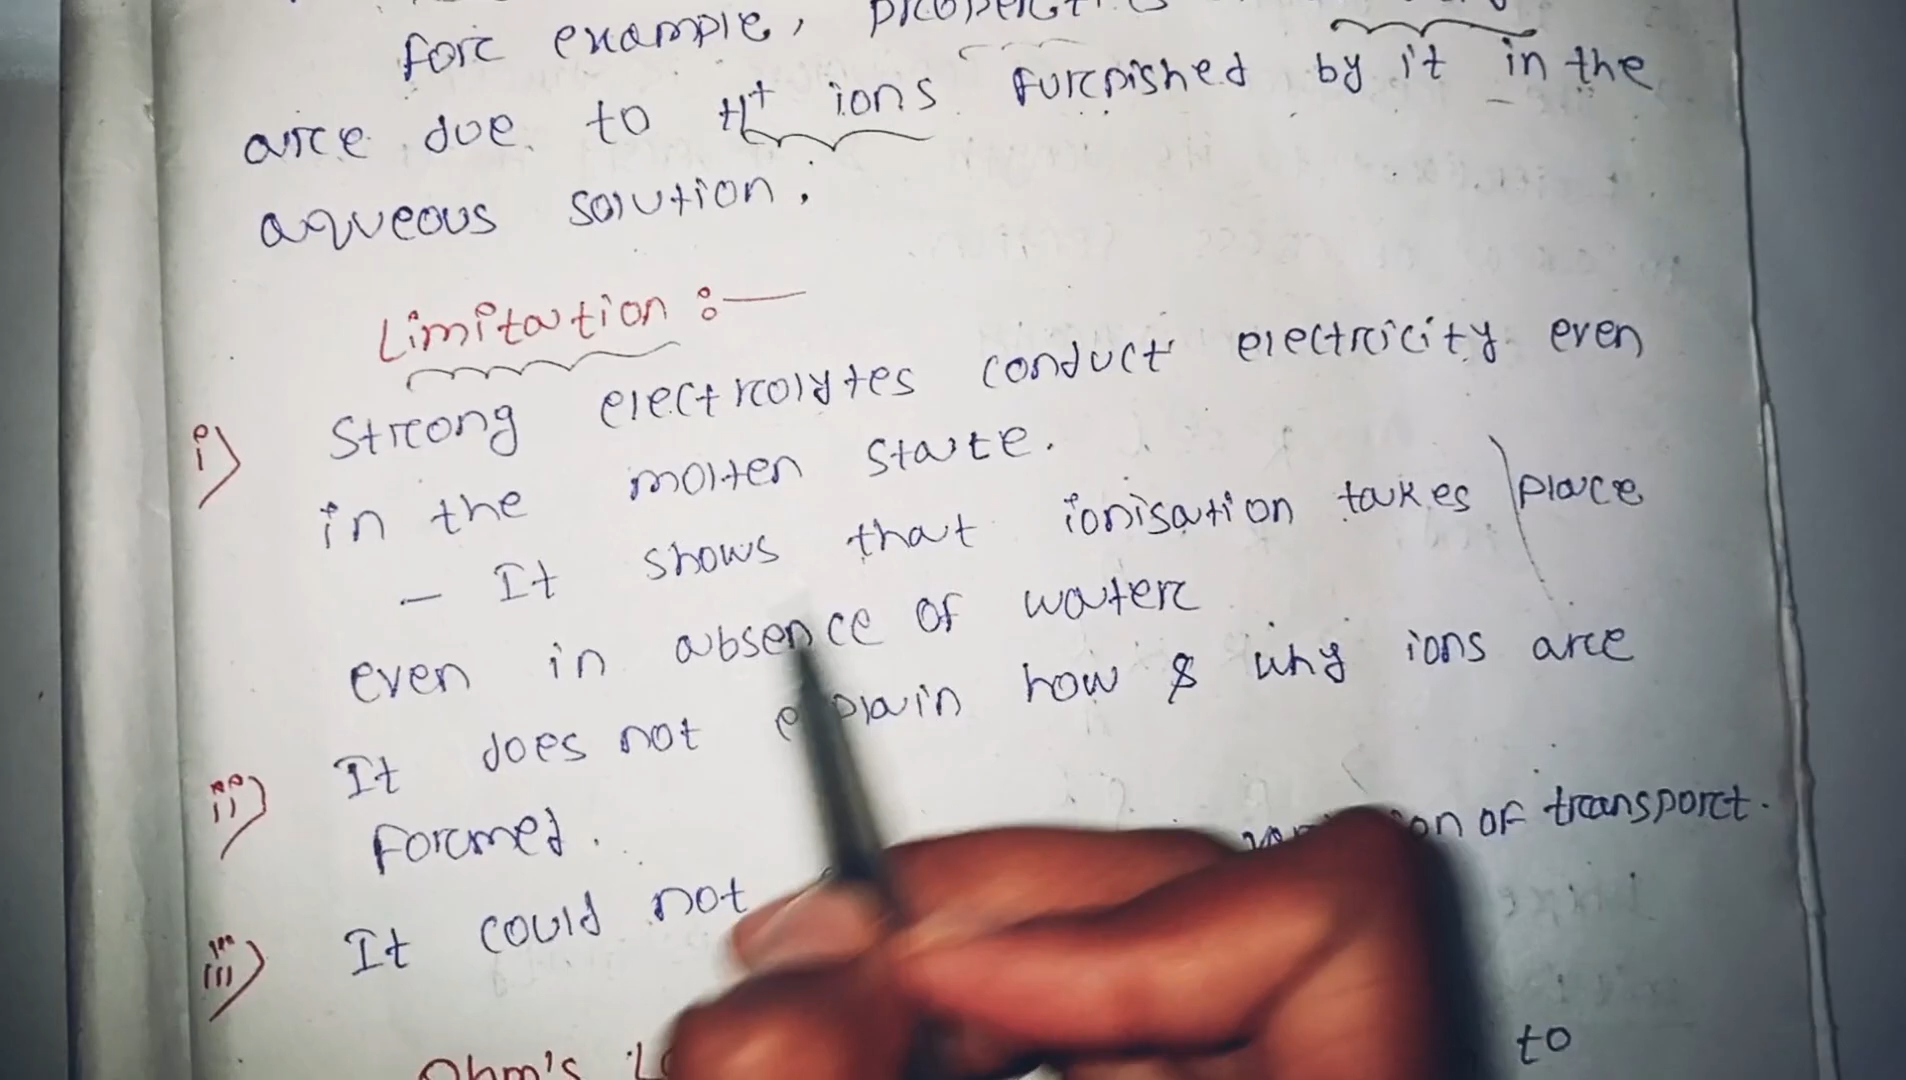 for example,
are due to H⁺ ions furnished by it in the
aqueous solution.
Limitation :—
i) Strong electrolytes conduct electricity even
in the molten state.
— It shows that ionisation takes place
even in absence of water
ii) It does not explain how & why ions are
formed.
iii) It could not of transport.
Ohm's to